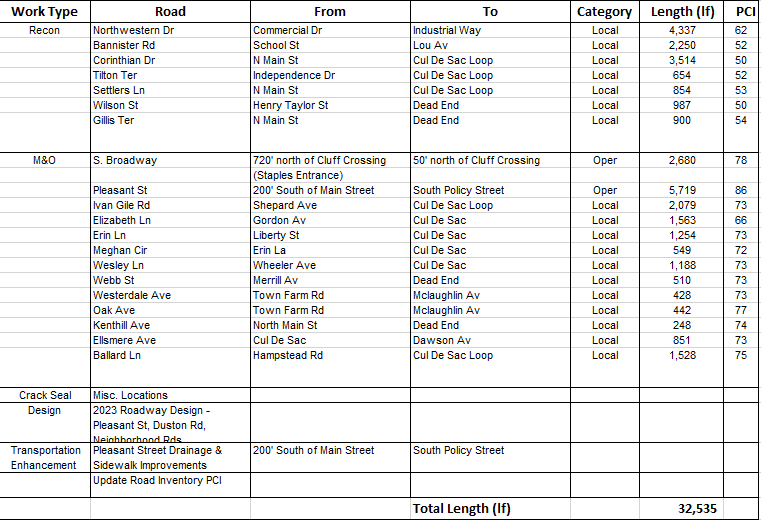 Work Type Road From To Category Length (lf) PCI
Recon Northwestern Dr Commercial Dr Industrial Way Local 4,337 62
Bannister Rd School St Lou Av Local 2,250 52
Corinthian Dr N Main St Cul De Sac Loop Local 3,514 50
Tilton Ter Independence Dr Cul De Sac Loop Local 654 52
Settlers Ln N Main St Cul De Sac Loop Local 854 53
Wilson St Henry Taylor St Dead End Local 987 50
Gillis Ter N Main St Dead End Local 900 54
M&O S. Broadway 720' north of Cluff Crossing 50' north of Cluff Crossing Oper 2,680 78
(Staples Entrance)
Pleasant St 200' South of Main Street South Policy Street Oper 5,719 86
Ivan Gile Rd Shepard Ave Cul De Sac Loop Local 2,079 73
Elizabeth Ln Gordon Av Cul De Sac Local 1,563 66
Erin Ln Liberty St Cul De Sac Local 1,254 73
Meghan Cir Erin La Cul De Sac Local 549 72
Wesley Ln Wheeler Ave Cul De Sac Local 1,188 73
Webb St Merrill Av Dead End Local 510 73
Westerdale Ave Town Farm Rd Mclaughlin Av Local 428 73
Oak Ave Town Farm Rd Mclaughlin Av Local 442 77
Kenthill Ave North Main St Dead End Local 248 74
Ellsmere Ave Cul De Sac Dawson Av Local 851 73
Ballard Ln Hampstead Rd Cul De Sac Loop Local 1,528 75
Crack Seal Misc. Locations
Design 2023 Roadway Design -
Pleasant St, Duston Rd,
Neighborhood Rds
Transportation Pleasant Street Drainage & 200' South of Main Street South Policy Street
Enhancement Sidewalk Improvements
Update Road Inventory PCI
Total Length (lf) 32,535